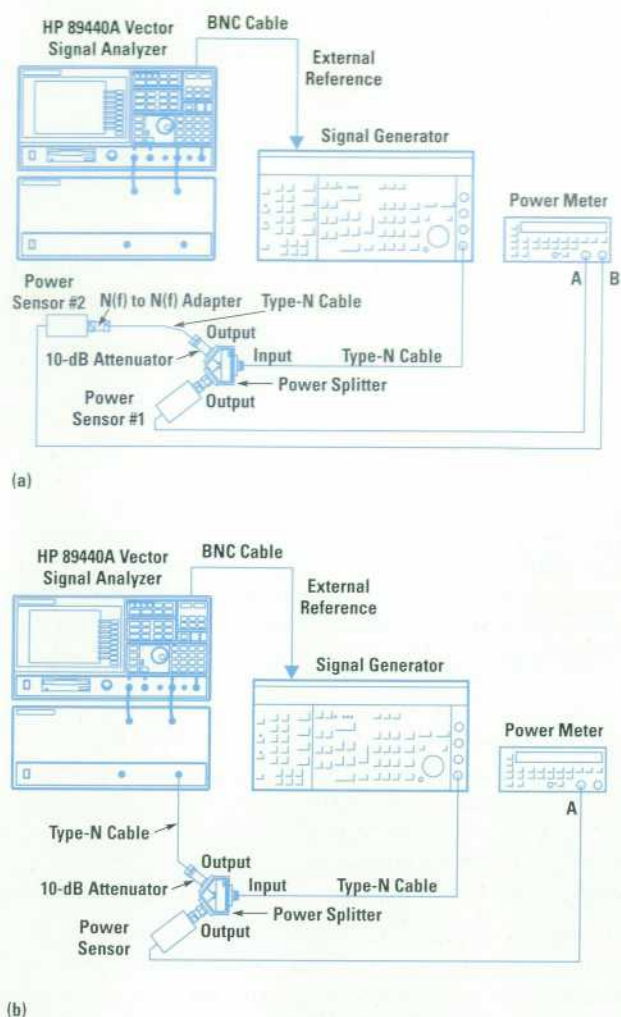 HP 89440A Vector
Signal Analyzer
BNC Cable
External
Reference
Signal Generator
Power Meter
A
B
Power
Sensor #2
N(f) to N(f) Adapter
Type-N Cable
Output
10-dB Attenuator
Input
Type-N Cable
Power Splitter
Power
Sensor #1
Output
(a)
HP 89440A Vector
Signal Analyzer
BNC Cable
External
Reference
Signal Generator
Power Meter
A
Type-N Cable
Output
10-dB Attenuator
Input
Type-N Cable
Power Splitter
Power
Sensor
Output
(b)